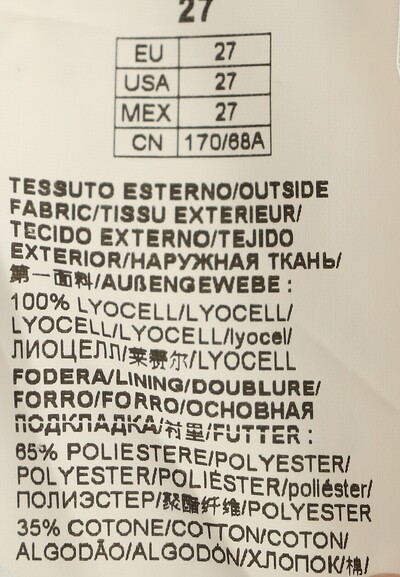 27
EU 27
USA 27
MEX 27
CN 170/68A
TESSUTO ESTERNO/OUTSIDE
FABRIC/TISSU EXTERIEUR/
TECIDO EXTERNO/TEJIDO
EXTERIOR/НАРУЖНАЯ ТКАНЬ/
第一面料/AUßENGEWEBE :
100% LYOCELL/LYOCELL/
LYOCELL/LYOCELL/lyocel/
ЛИОЦЕЛЛ/莱赛尔/LYOCELL
FODERA/LINING/DOUBLURE/
FORRO/FORRO/ОСНОВНАЯ
ПОДКЛАДКА/衬里/FUTTER :
65% POLIESTERE/POLYESTER/
POLYESTER/POLIÉSTER/poliéster/
ПОЛИЭСТЕР/聚酯纤维/POLYESTER
35% COTONE/COTTON/COTON/
ALGODÃO/ALGODÓN/ХЛОПОК/棉/